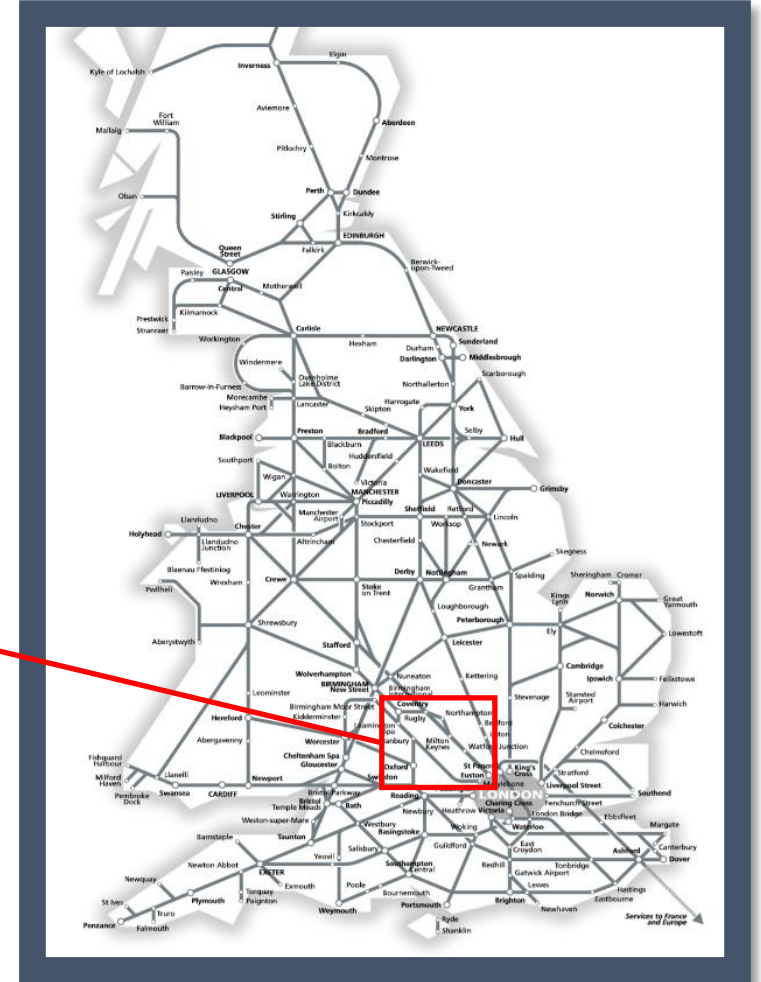 Elgin
Inverness
Kyle of Lochalsh
Aviemore
Fort
William
Mallaig
Aberdeen
Pitlochry
Montrose
Perth
Dundee
Oban
Stirling
Kirkcaldy
EDINBURGH
Queen
Street
Falkirk
Berwick-
upon-Tweed
Paisley
GLASGOW
Central
Motherwell
Prestwick
Kilmarnock
Stranraer
Carlisle
NEWCASTLE
Workington
Hexham
Sunderland
Durham
Darlington
Middlesbrough
Windermere
Oxenholme
Lake District
Scarborough
Barrow-in-Furness
Northallerton
Morecambe
Heysham Port
Lancaster
Harrogate
Skipton
York
Blackpool
Preston
Bradford
Selby
Hull
Blackburn
LEEDS
Huddersfield
Southport
Bolton
Wakefield
Wigan
Victoria
MANCHESTER
Piccadilly
Doncaster
Grimsby
LIVERPOOL
Warrington
Manchester
Airport
Sheffield
Retford
Lincoln
Llandudno
Chester
Stockport
Worksop
Holyhead
Llandudno
Junction
Altrincham
Chesterfield
Newark
Skegness
Blaenau Ffestiniog
Derby
Nottingham
Spalding
Sheringham
Cromer
Pwllheli
Wrexham
Crewe
Stoke
on Trent
Grantham
Kings
Lynn
Norwich
Great
Yarmouth
Loughborough
Shrewsbury
Peterborough
Ely
Lowestoft
Aberystwyth
Stafford
Leicester
Wolverhampton
Cambridge
BIRMINGHAM
New Street
Nuneaton
Kettering
Ipswich
Felixstowe
Birmingham
International
Leominster
Birmingham Moor Street
Coventry
Stevenage
Stansted
Airport
Harwich
Kidderminster
Rugby
Northampton
Hereford
Leamington
Spa
Bedford
Colchester
Worcester
Banbury
Milton
Keynes
Luton
Abergavenny
Watford Junction
Chelmsford
Fishguard
Harbour
Cheltenham Spa
Gloucester
Oxford
St Pancras
King's
Cross
Stratford
Milford
Haven
Llanelli
Newport
Swindon
Euston
Liverpool Street
Pembroke
Dock
Swansea
CARDIFF
Bristol Parkway
Marylebone
Southend
Bristol
Temple Meads
Bath
Reading
Paddington
LONDON
Fenchurch Street
Newbury
Heathrow
Victoria
Charing Cross
London Bridge
Ebbsfleet
Weston-super-Mare
Westbury
Waterloo
Margate
Barnstaple
Taunton
Basingstoke
Woking
East
Croydon
Canterbury
Salisbury
Guildford
Ashford
Dover
Newton Abbot
Yeovil
Southampton
Central
Redhill
Tonbridge
Newquay
EXETER
Gatwick Airport
Exmouth
Poole
Lewes
Hastings
St Ives
Plymouth
Torquay
Paignton
Bournemouth
Brighton
Eastbourne
Truro
Weymouth
Portsmouth
Newhaven
Penzance
Falmouth
Ryde
Shanklin
Services to France
and Europe